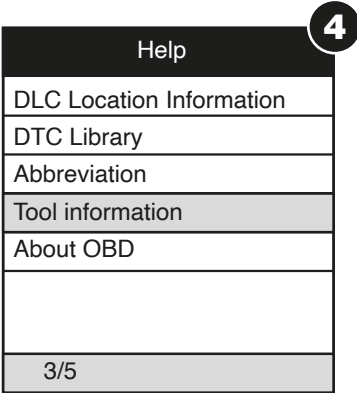 4
Help
DLC Location Information
DTC Library
Abbreviation
Tool information
About OBD
3/5